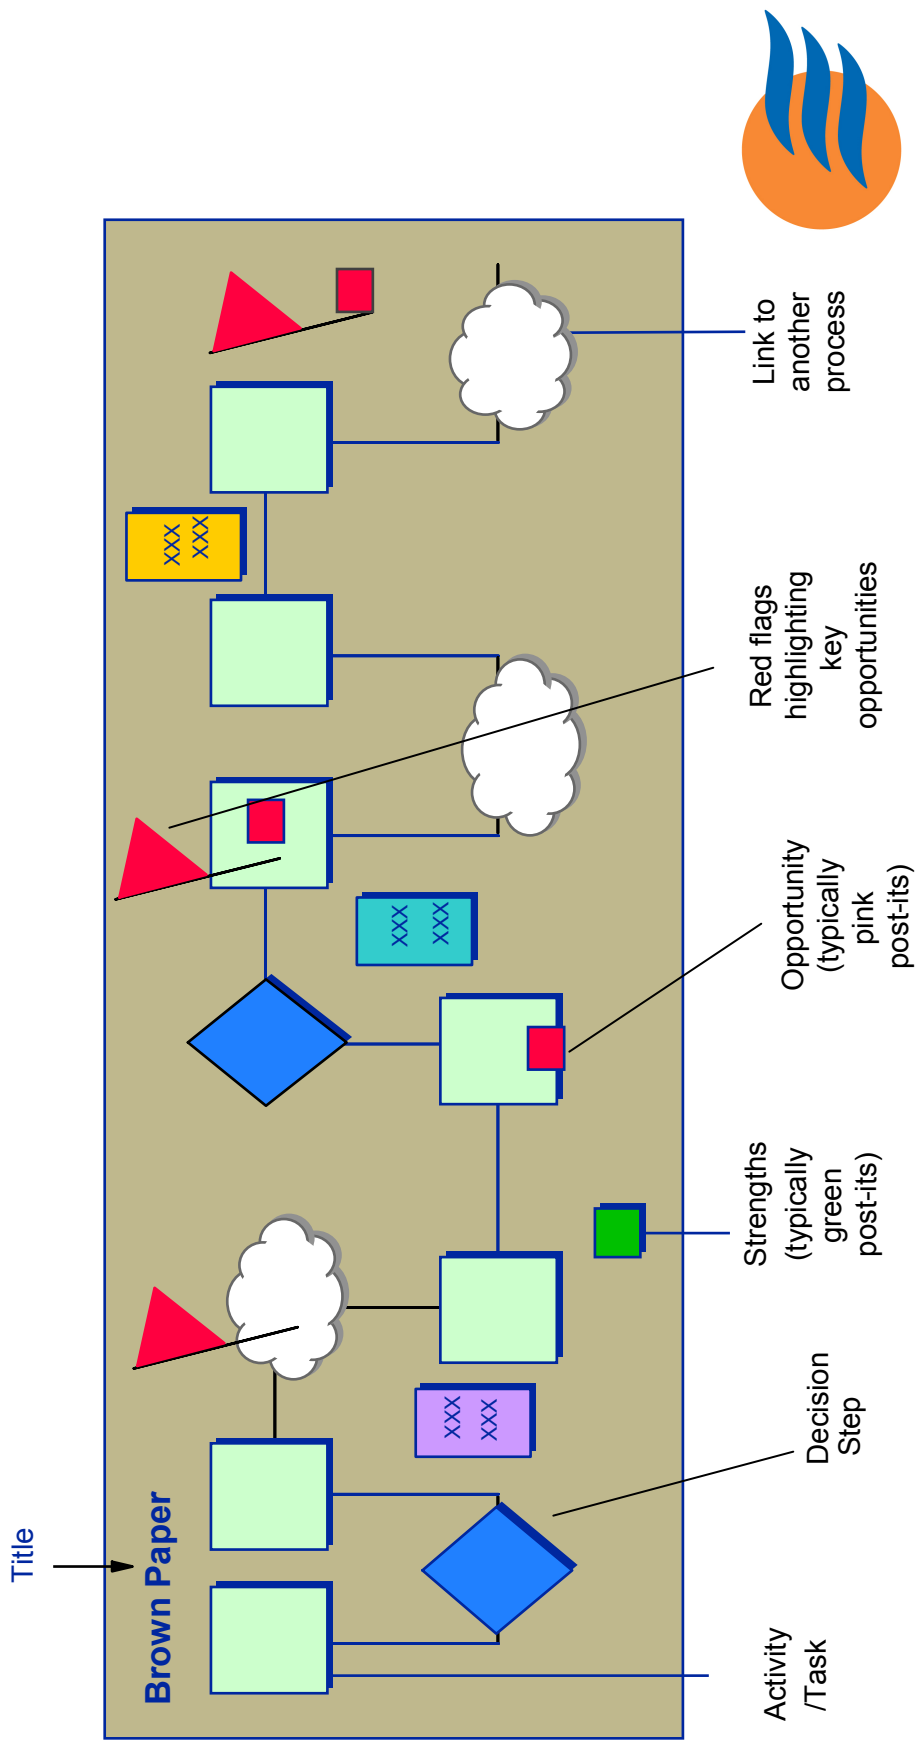 Title
Brown Paper
XXX
XXX
XXX
XXX
XXX
XXX
Activity
/Task
Decision
Step
Strengths
(typically
green
post-its)
Opportunity
(typically
pink
post-its)
Red flags
highlighting
key
opportunities
Link to
another
process